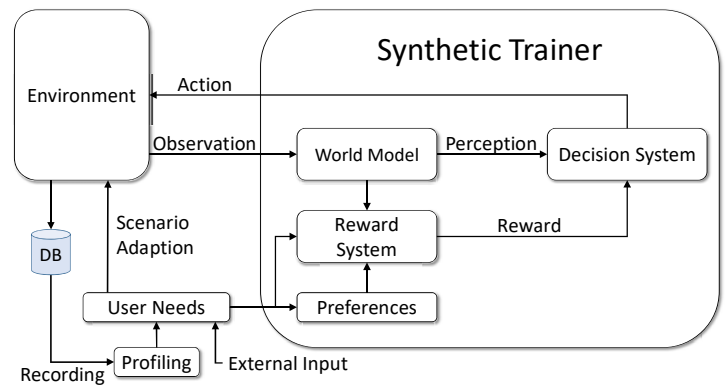 Synthetic Trainer
Environment
Action
Observation
World Model
Perception
Decision System
Scenario
Adaption
Reward
System
Reward
DB
User Needs
Preferences
Recording
Profiling
External Input